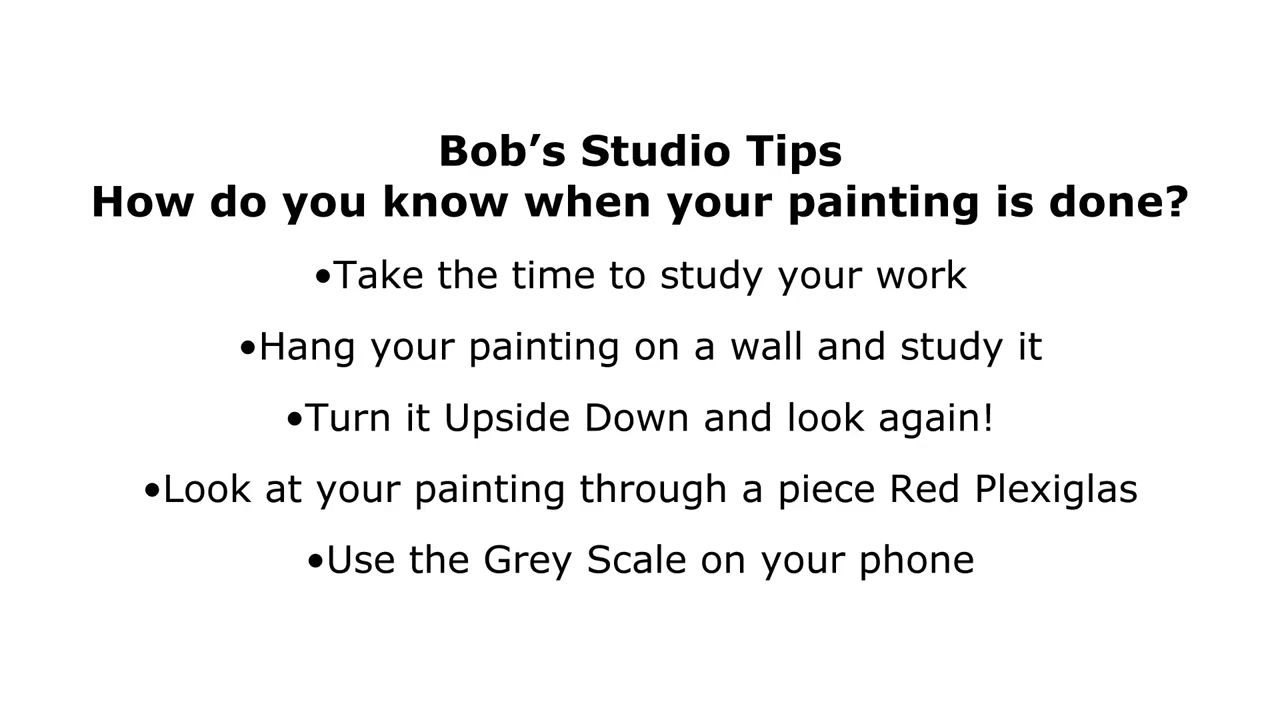 Bob’s Studio Tips
How do you know when your painting is done?
•Take the time to study your work
•Hang your painting on a wall and study it
•Turn it Upside Down and look again!
•Look at your painting through a piece Red Plexiglas
•Use the Grey Scale on your phone